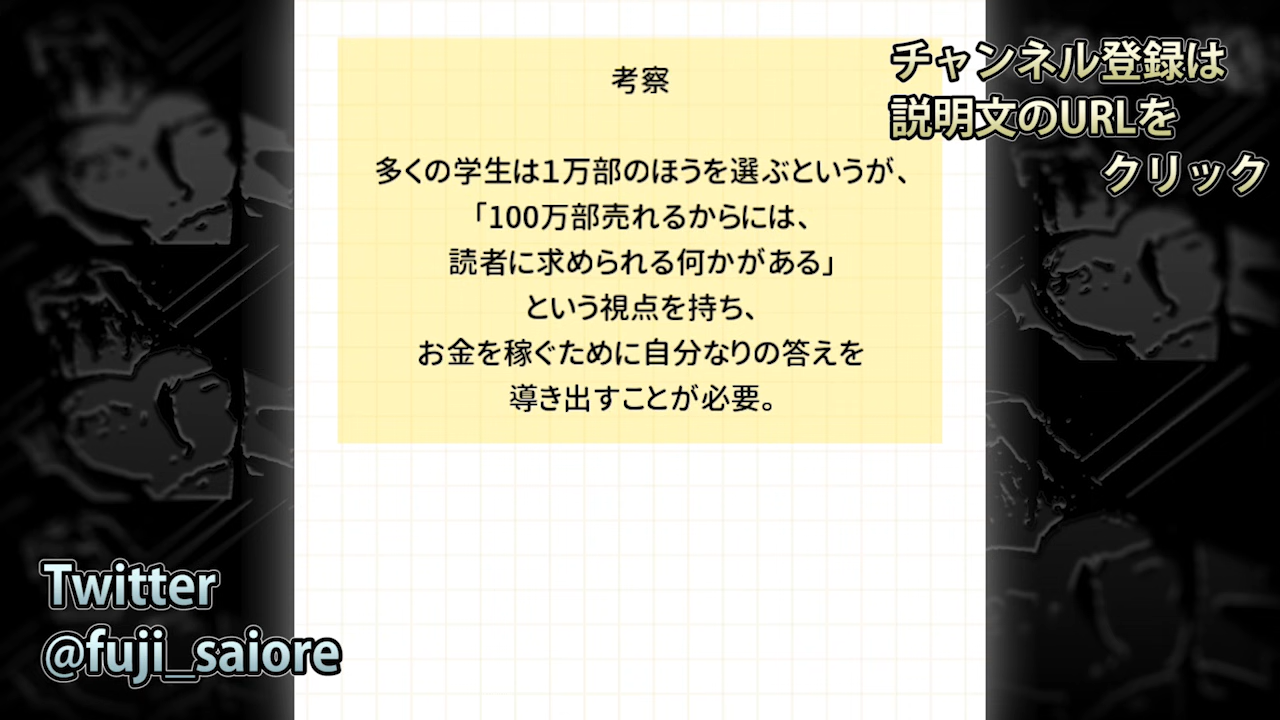 考察
多くの学生は1万部のほうを選ぶというが、
「100万部売れるからには、
読者に求められる何かがある」
という視点を持ち、
お金を稼ぐために自分なりの答えを
導き出すことが必要。
チャンネル登録は
説明文のURLを
クリック
Twitter
@fuji_saiore